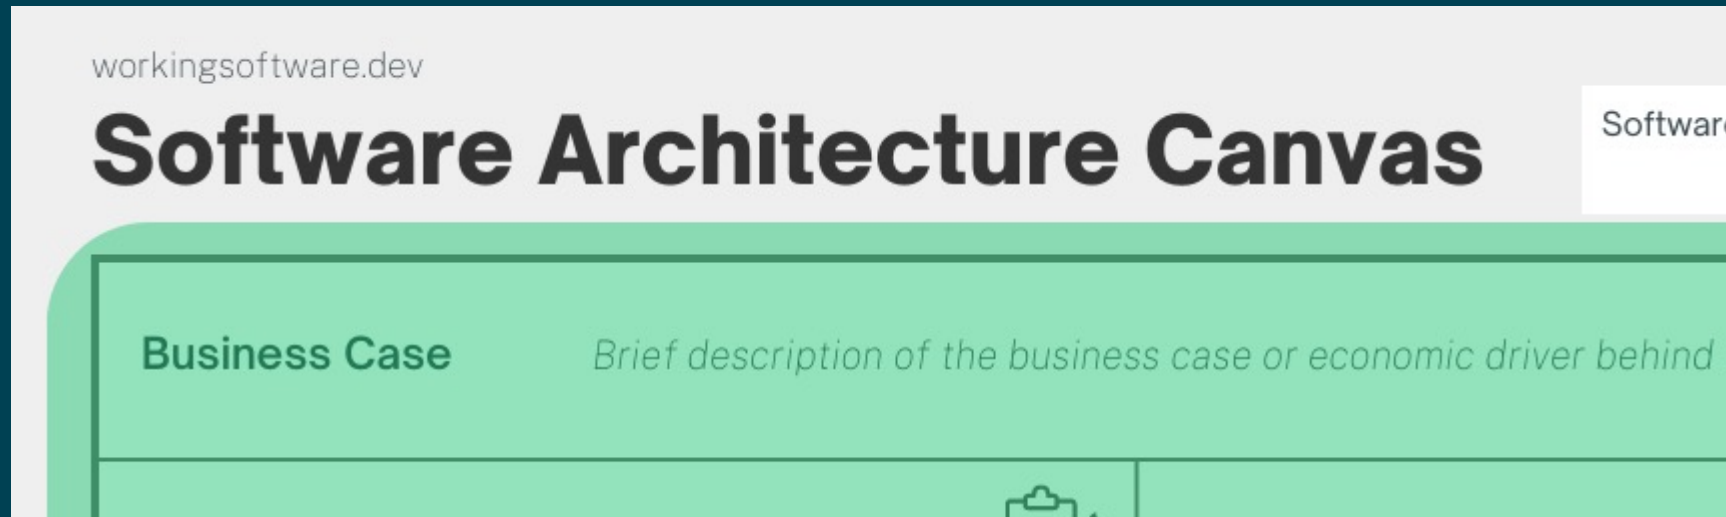 workingsoftware.dev
Software Architecture Canvas
Business Case
Brief description of the business case or economic driver behind